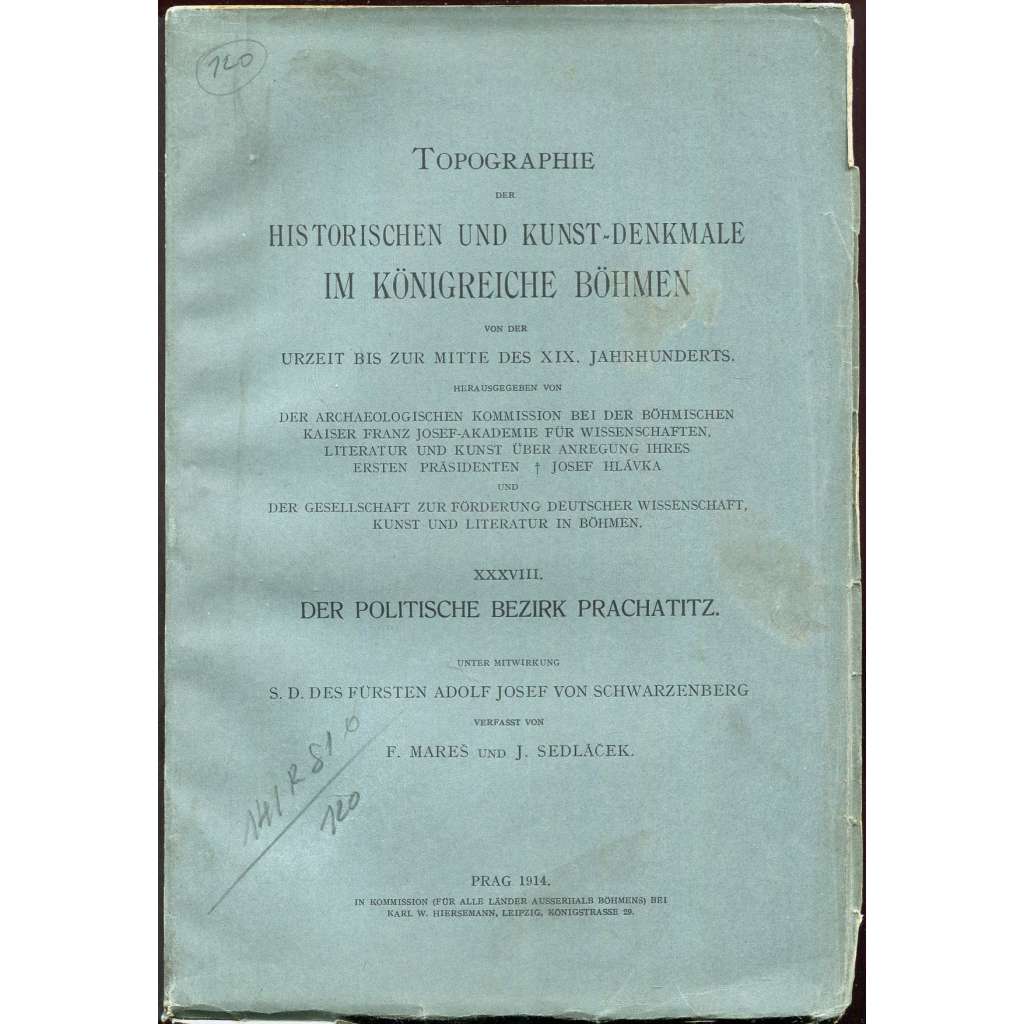 120
TOPOGRAPHIE
DER
HISTORISCHEN UND KUNST-DENKMALE
IM KÖNIGREICHE BÖHMEN
VON DER
URZEIT BIS ZUR MITTE DES XIX. JAHRHUNDERTS.
HERAUSGEGEBEN VON
DER ARCHAEOLOGISCHEN KOMMISSION BEI DER BÖHMISCHEN
KAISER FRANZ JOSEF-AKADEMIE FÜR WISSENSCHAFTEN,
LITERATUR UND KUNST ÜBER ANREGUNG IHRES
ERSTEN PRÄSIDENTEN † JOSEF HLÁVKA
UND
DER GESELLSCHAFT ZUR FÖRDERUNG DEUTSCHER WISSENSCHAFT,
KUNST UND LITERATUR IN BÖHMEN.
XXXVIII.
DER POLITISCHE BEZIRK PRACHATITZ.
UNTER MITWIRKUNG
S. D. DES FÜRSTEN ADOLF JOSEF VON SCHWARZENBERG
VERFASST VON
F. MAREŠ UND J. SEDLÁČEK.
120
PRAG 1914.
IN KOMMISSION (FÜR ALLE LÄNDER AUSSERHALB BÖHMENS) BEI
KARL W. HIERSEMANN, LEIPZIG, KÖNIGSTRASSE 29.